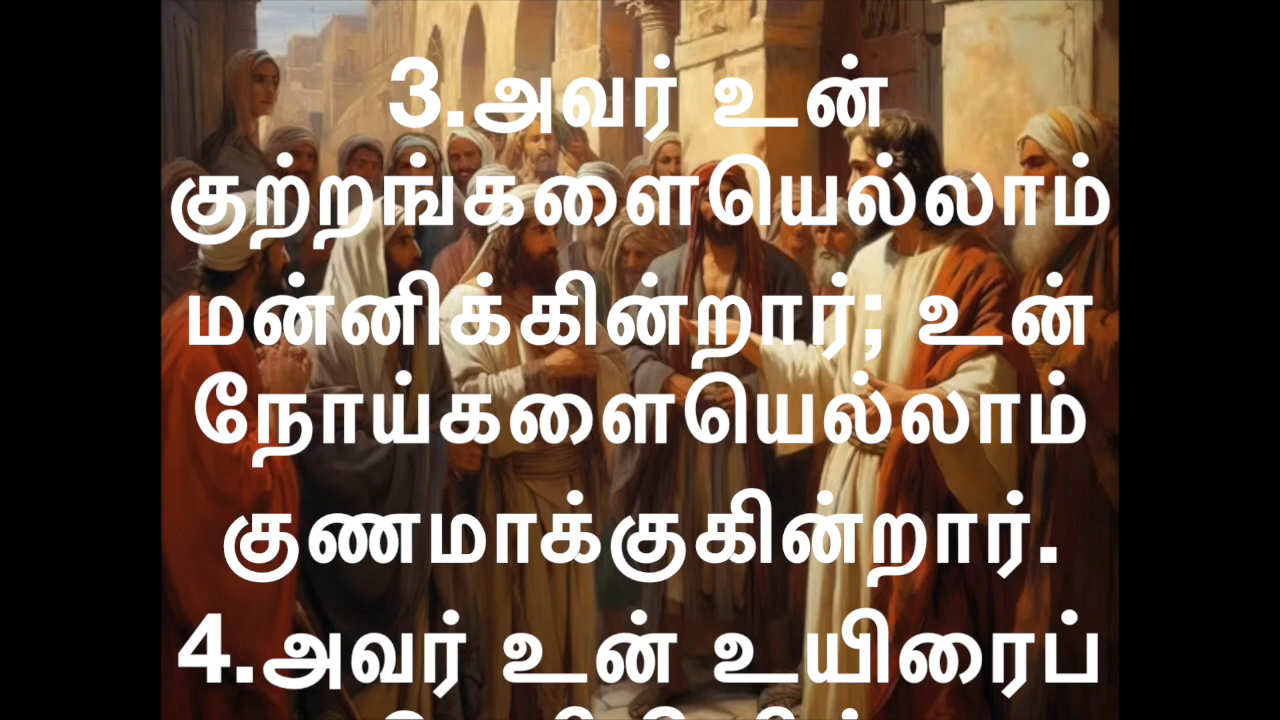 3.அவர் உன்
குற்றங்களையெல்லாம்
மன்னிக்கின்றார்; உன்
நோய்களையெல்லாம்
குணமாக்குகின்றார்.
4.அவர் உன் உயிரைப்